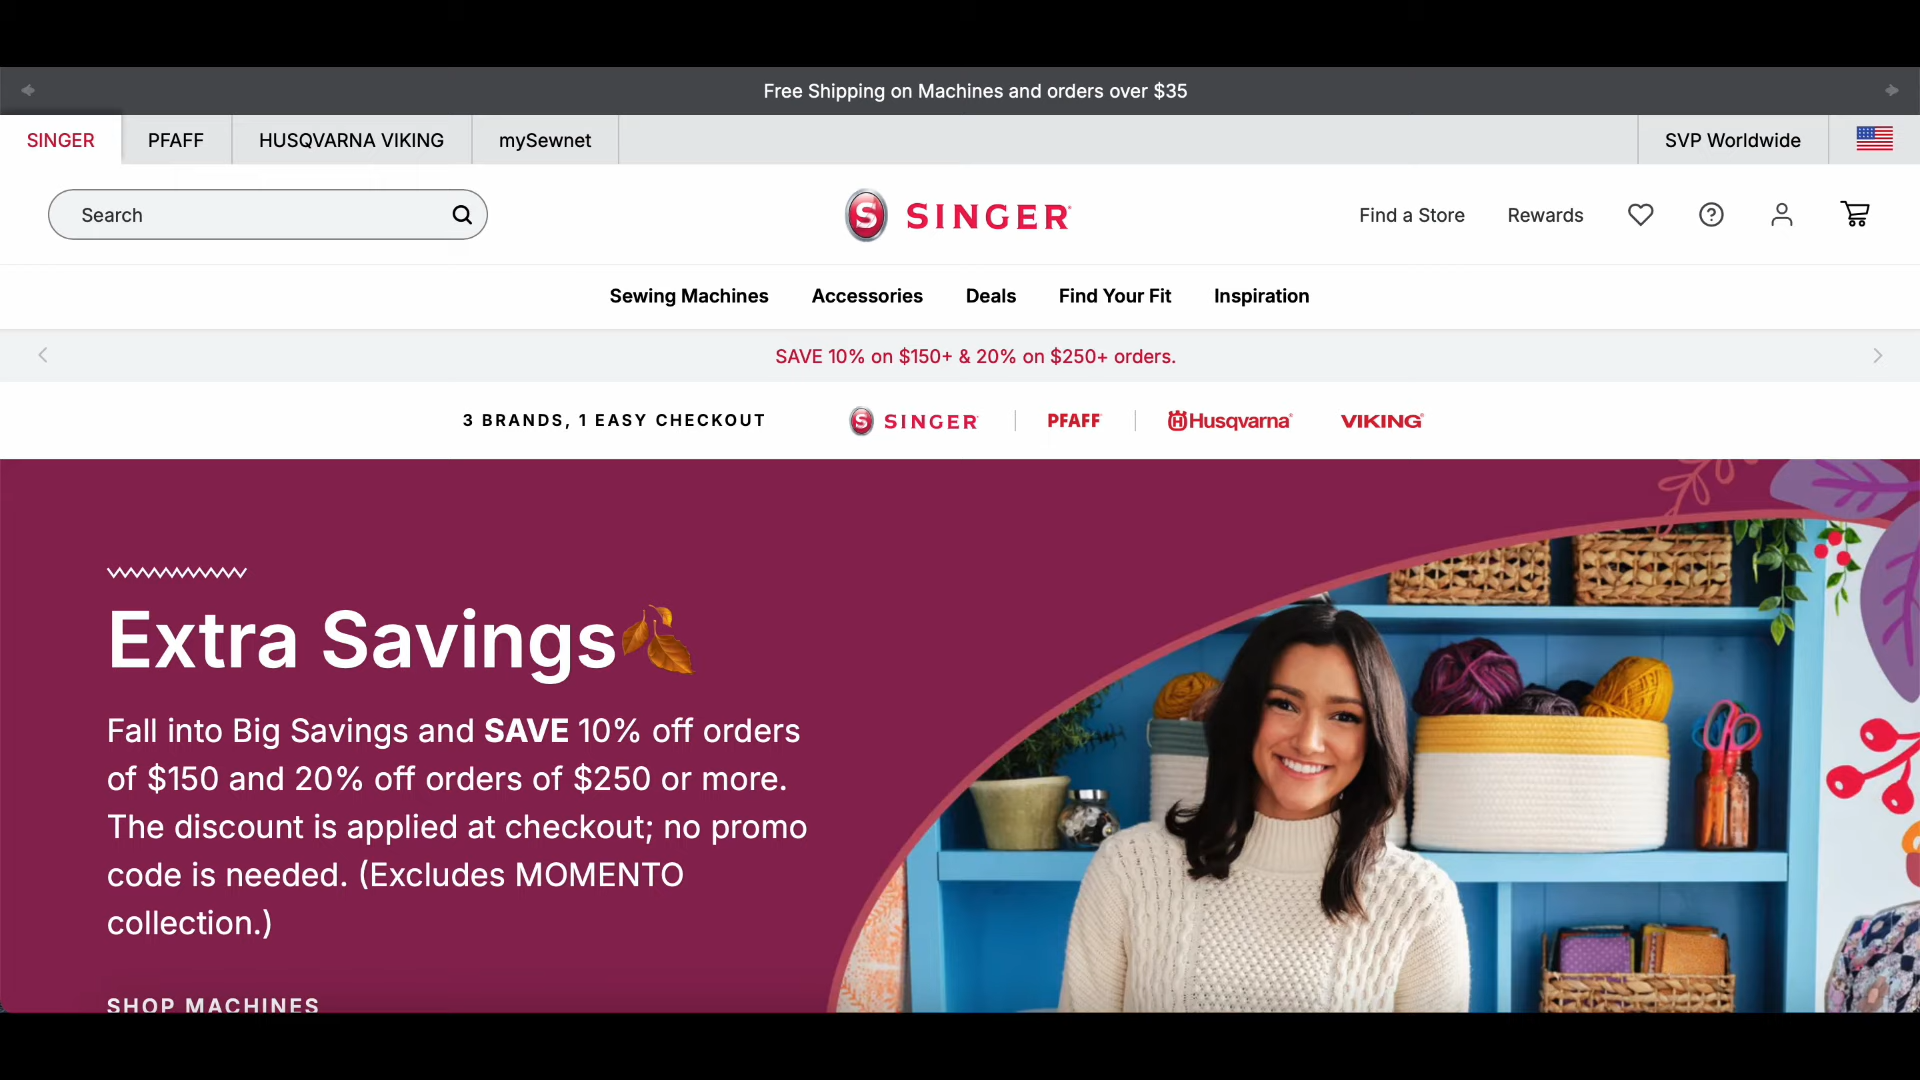 Free Shipping on Machines and orders over $35
SINGER PFAFF HUSQVARNA VIKING mySewnet SVP Worldwide
Search S SINGER Find a Store Rewards
Sewing Machines Accessories Deals Find Your Fit Inspiration
SAVE 10% on $150+ & 20% on $250+ orders.
3 BRANDS, 1 EASY CHECKOUT S SINGER PFAFF Husqvarna VIKING
Extra Savings
Fall into Big Savings and SAVE 10% off orders
of $150 and 20% off orders of $250 or more.
The discount is applied at checkout; no promo
code is needed. (Excludes MOMENTO
collection.)
SHOP MACHINES